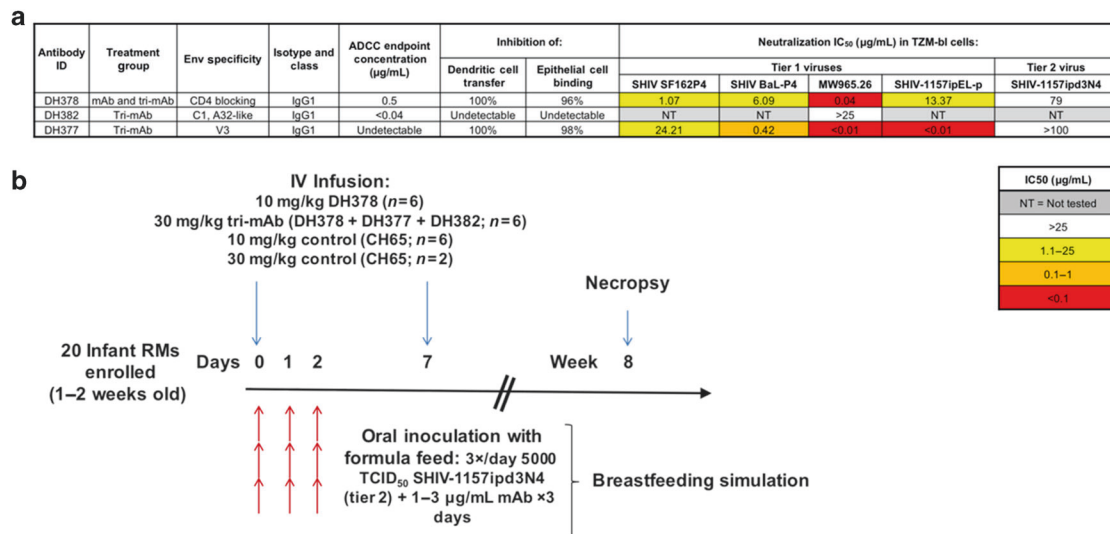 a
Antibody ID
Treatment group
Env specificity
Isotype and class
ADCC endpoint concentration (µg/mL)
Inhibition of:
Neutralization IC50 (µg/mL) in TZM-bl cells:
Dendritic cell transfer
Epithelial cell binding
Tier 1 viruses
Tier 2 virus
SHIV SF162P4
SHIV BaL-P4
MW965.26
SHIV-1157ipEL-p
SHIV-1157ipd3N4
DH378 mAb and tri-mAb CD4 blocking IgG1 0.5 100% 96% 1.07 6.09 0.04 13.37 79
DH382 Tri-mAb C1, A32-like IgG1 <0.04 Undetectable Undetectable NT NT >25 NT NT
DH377 Tri-mAb V3 IgG1 Undetectable 100% 98% 24.21 0.42 <0.01 <0.01 >100
b
IV Infusion:
10 mg/kg DH378 (n=6)
30 mg/kg tri-mAb (DH378 + DH377 + DH382; n=6)
10 mg/kg control (CH65; n=6)
30 mg/kg control (CH65; n=2)
IC50 (µg/mL)
NT = Not tested
>25
1.1–25
0.1–1
<0.1
Necropsy
20 Infant RMs
enrolled
(1–2 weeks old)
Days 0 1 2 7 Week 8
Oral inoculation with
formula feed: 3×/day 5000
TCID50 SHIV-1157ipd3N4
(tier 2) + 1–3 µg/mL mAb ×3
days
Breastfeeding simulation